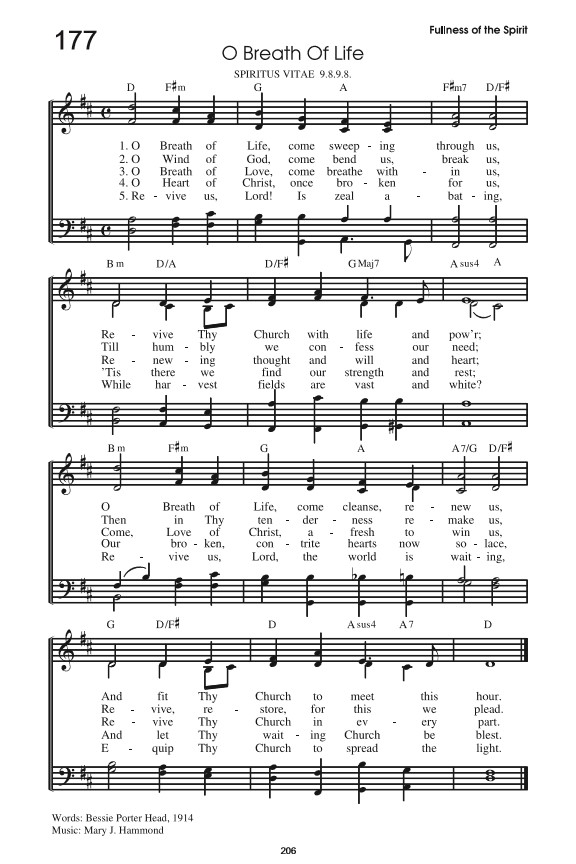 177
Fullness of the Spirit
O Breath Of Life
SPIRITUS VITAE 9.8.9.8.
D F♯m G A F♯m7 D/F♯
1. O Breath of Life, come sweep - ing through us,
2. O Wind of God, come bend us, break us,
3. O Breath of Love, come breathe with - in us,
4. O Heart of Christ, once bro - ken for us,
5. Re - vive us, Lord! Is zeal a - bat - ing,
Bm D/A D/F♯ GMaj7 Asus4 A
Re - vive Thy Church with life and pow'r;
Till hum - bly we con - fess our need;
Re - new - ing thought and will and heart;
'Tis there we find our strength and rest;
While har - vest fields are vast and white?
Bm F♯m G A A7/G D/F♯
O Breath of Life, come cleanse, re - new us,
Then in Thy ten - der - ness re - make us,
Come, Love of Christ, a - fresh to win us,
Our bro - ken, con - trite hearts now so - lace,
Re - vive us, Lord, the world is wait - ing,
G D/F♯ D Asus4 A7 D
And fit Thy Church to meet this hour.
Re - vive, re - store, for this we plead.
Re - vive Thy Church in ev - ery part.
And let Thy wait - ing Church be blest.
E - quip Thy Church to spread the light.
Words: Bessie Porter Head, 1914
Music: Mary J. Hammond
206